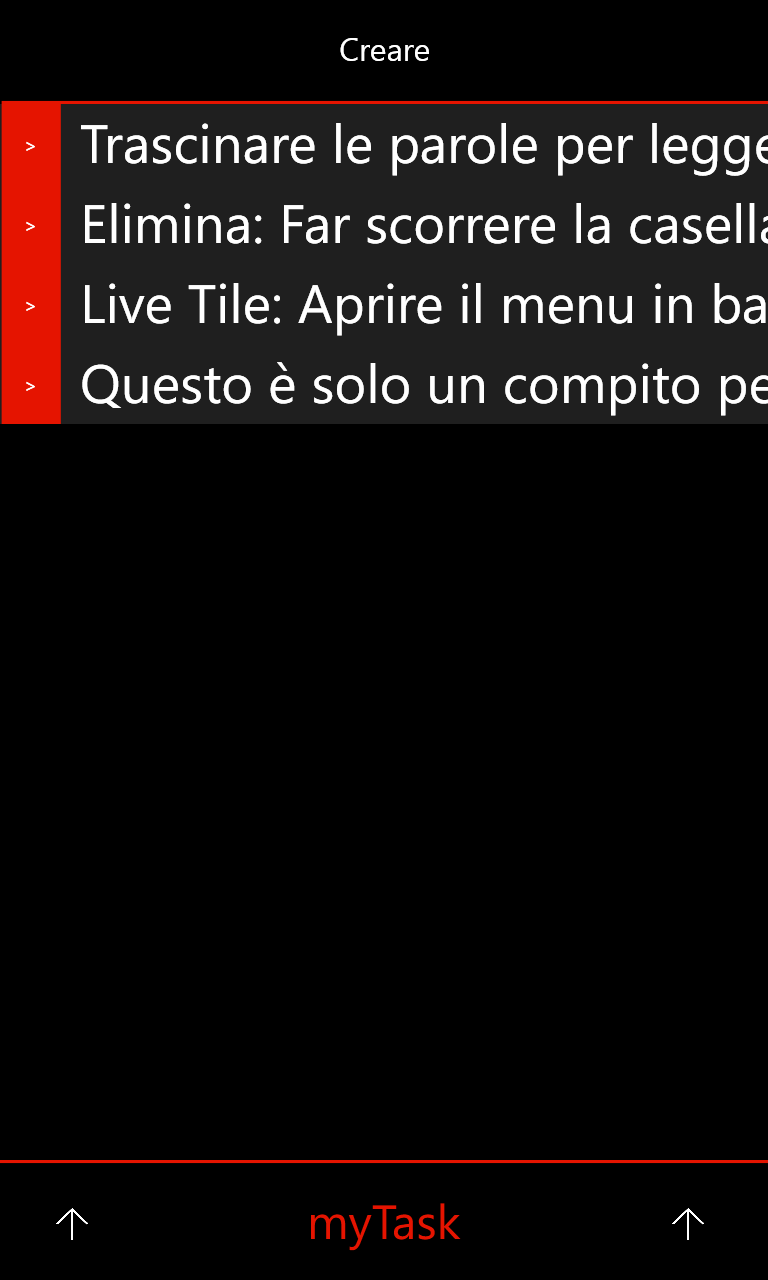 Creare
> Trascinare le parole per legge
> Elimina: Far scorrere la casella
> Live Tile: Aprire il menu in ba
> Questo è solo un compito pe
myTask